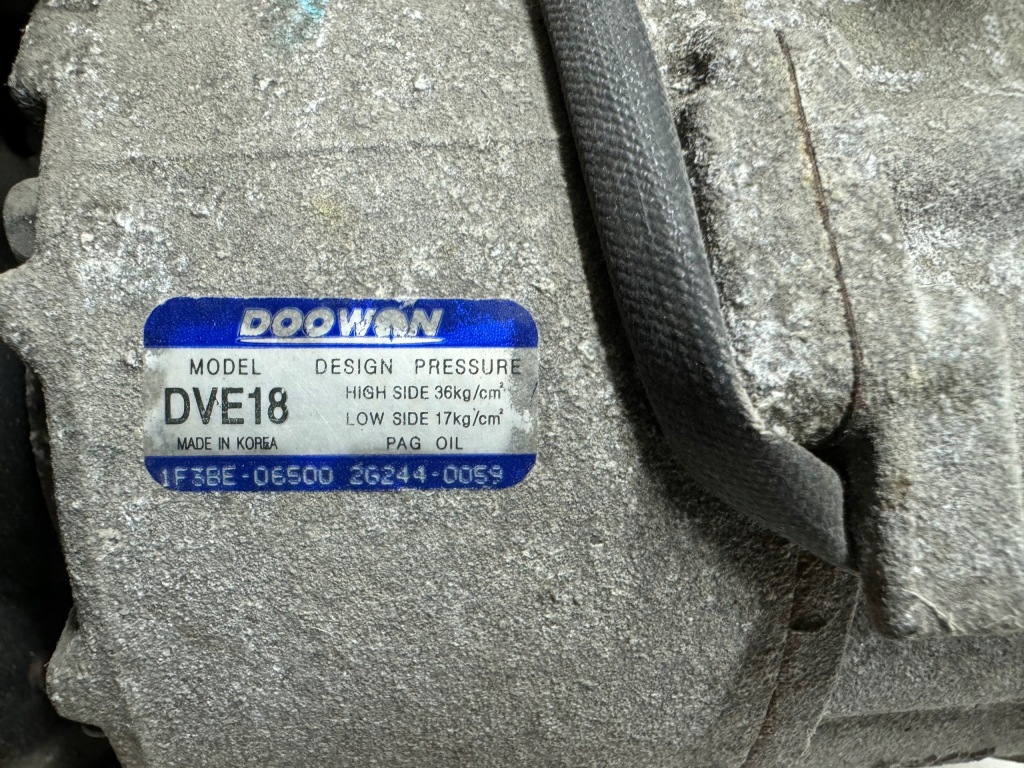 DOOWON
MODEL DESIGN PRESSURE
DVE18 HIGH SIDE 36kg/cm²
LOW SIDE 17kg/cm²
MADE IN KOREA PAG OIL
1F3BE-06500 2G244-0059